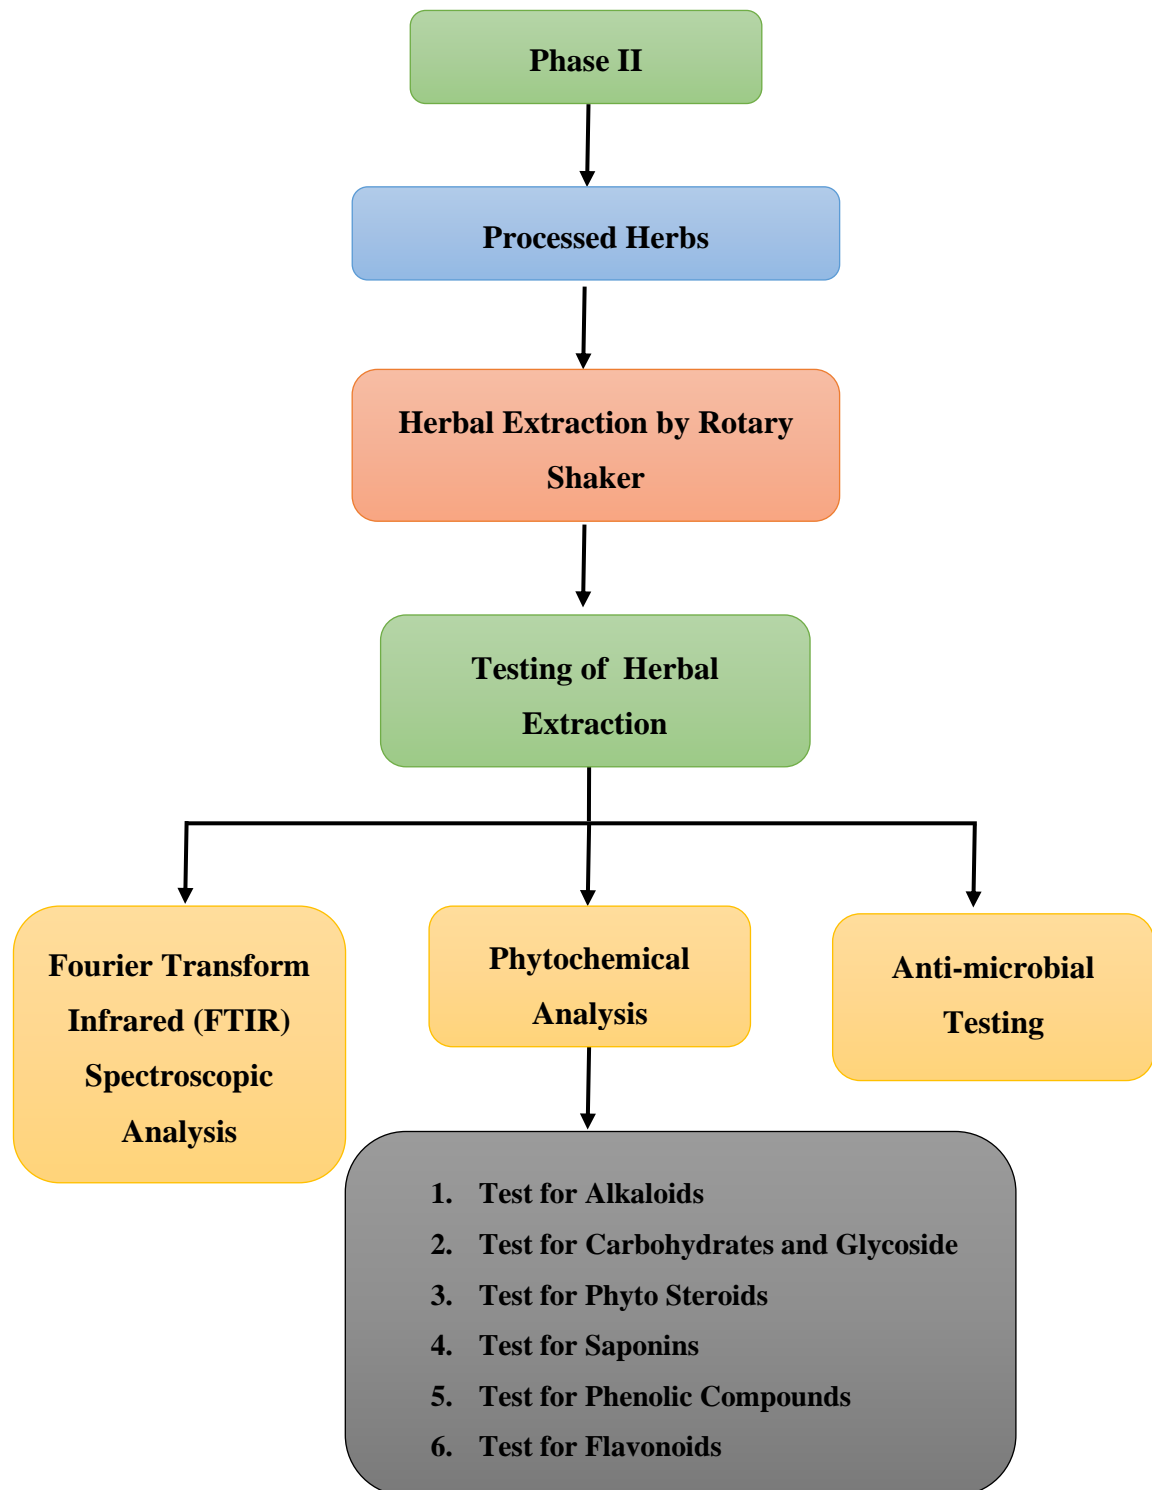 Phase II
Processed Herbs
Herbal Extraction by Rotary
Shaker
Testing of  Herbal
Extraction
Fourier Transform
Infrared (FTIR)
Spectroscopic
Analysis
Phytochemical
Analysis
Anti-microbial
Testing
1. Test for Alkaloids
2. Test for Carbohydrates and Glycoside
3. Test for Phyto Steroids
4. Test for Saponins
5. Test for Phenolic Compounds
6. Test for Flavonoids